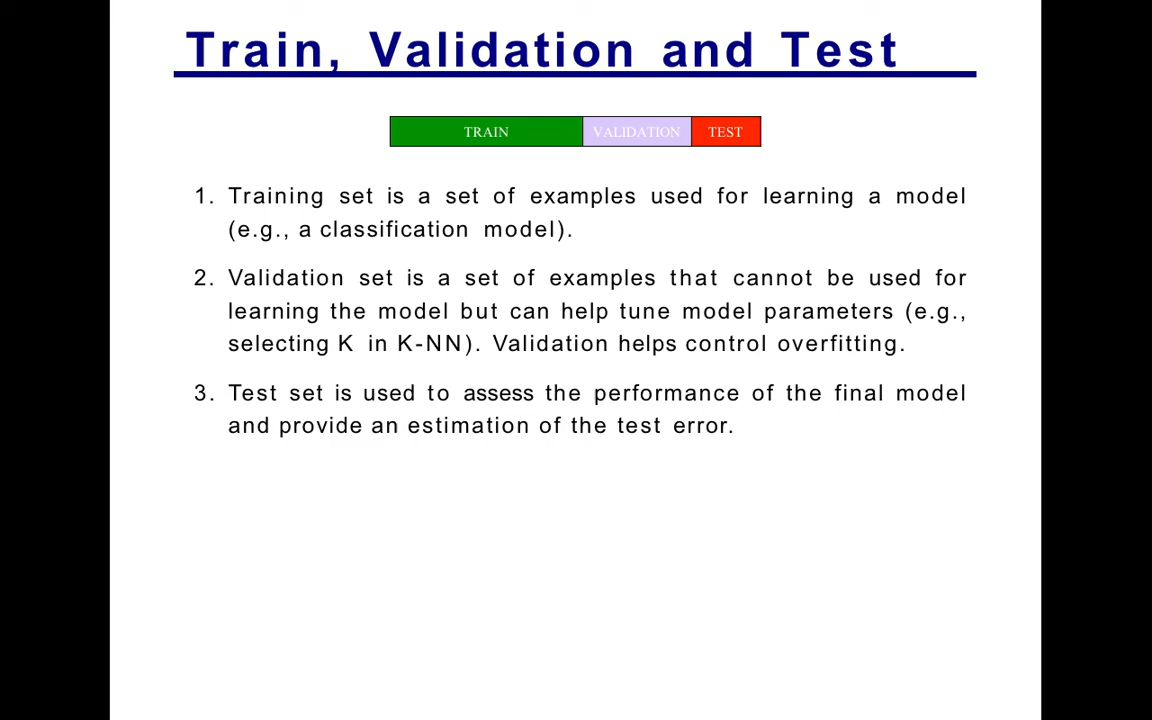 Train, Validation and Test
TRAIN VALIDATION TEST
1. Training set is a set of examples used for learning a model
(e.g., a classification model).
2. Validation set is a set of examples that cannot be used for
learning the model but can help tune model parameters (e.g.,
selecting K in K-NN). Validation helps control overfitting.
3. Test set is used to assess the performance of the final model
and provide an estimation of the test error.